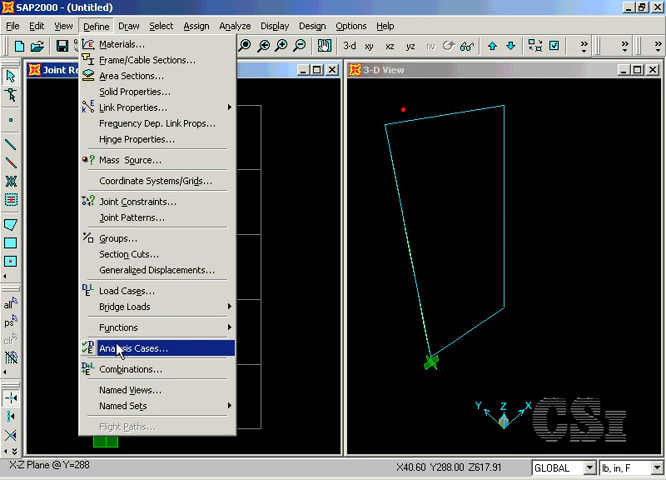 SAP2000 - (Untitled)
File Edit View Define Draw Select Assign Analyze Display Design Options Help
3-d xy xz yz nv
Joint Re
3-D View
Materials...
Frame/Cable Sections...
Area Sections...
Solid Properties...
Link Properties...
Frequency Dep. Link Props...
Hinge Properties...
Mass Source...
Coordinate Systems/Grids...
Joint Constraints...
Joint Patterns...
Groups...
Section Cuts...
Generalized Displacements...
Load Cases...
Bridge Loads
Functions
Analysis Cases...
Combinations...
Named Views...
Named Sets
Flight Paths...
all
ps
clr
Y Z X
CSI
X-Z Plane @ Y=288
X40.60 Y288.00 Z617.91
GLOBAL
lb, in, F